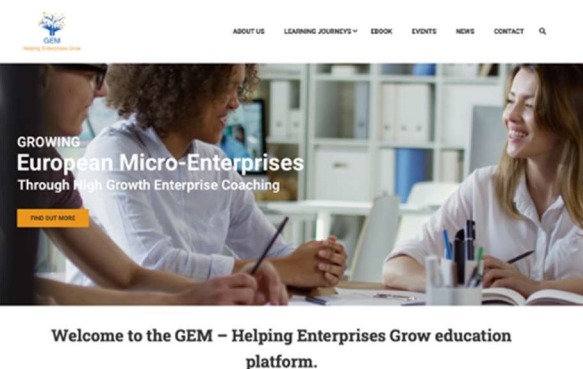 GEM
Helping Enterprises Grow
ABOUT US
LEARNING JOURNEYS
EBOOK
EVENTS
NEWS
CONTACT
GROWING
European Micro-Enterprises
Through High Growth Enterprise Coaching
FIND OUT MORE
Welcome to the GEM – Helping Enterprises Grow education
platform.